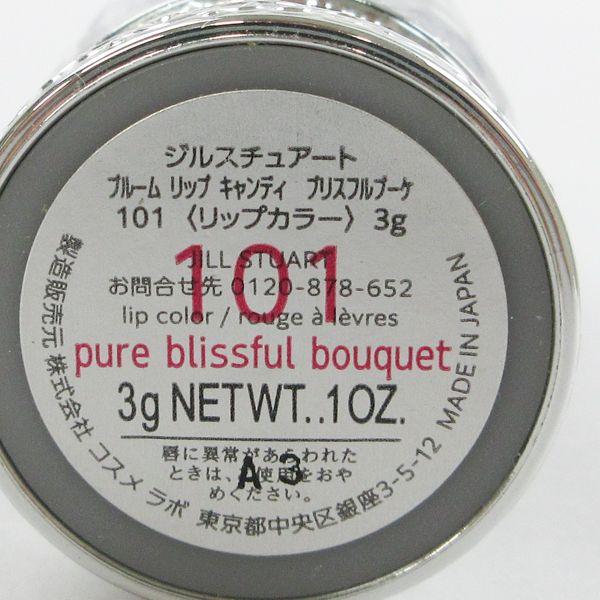 ジルスチュアート
ブルーム リップ キャンディ ブリスフルブーケ
101 〈リップカラー〉 3g
101
JILL STUART
お問合せ先 0120-878-652
lip color / rouge à lèvres
pure blissful bouquet
3g NETWT..1OZ.
唇に異常があらわれた
ときは、ご使用をおや
めください。
A 3
製造販売元 株式会社 コスメ ラボ 東京都中央区銀座3-5-12 MADE IN JAPAN